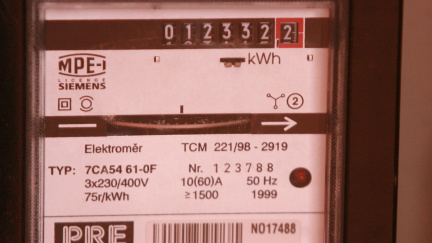 0 1 2 3 3 2 2
kWh
MPE-i
LICENCE
SIEMENS
2
Elektroměr TCM 221/98 - 2919
TYP: 7CA54 61-0F Nr. 1 2 3 7 8 8
3x230/400V 10(60)A 50 Hz
75r/kWh ≥1500 1999
PRE NO17488